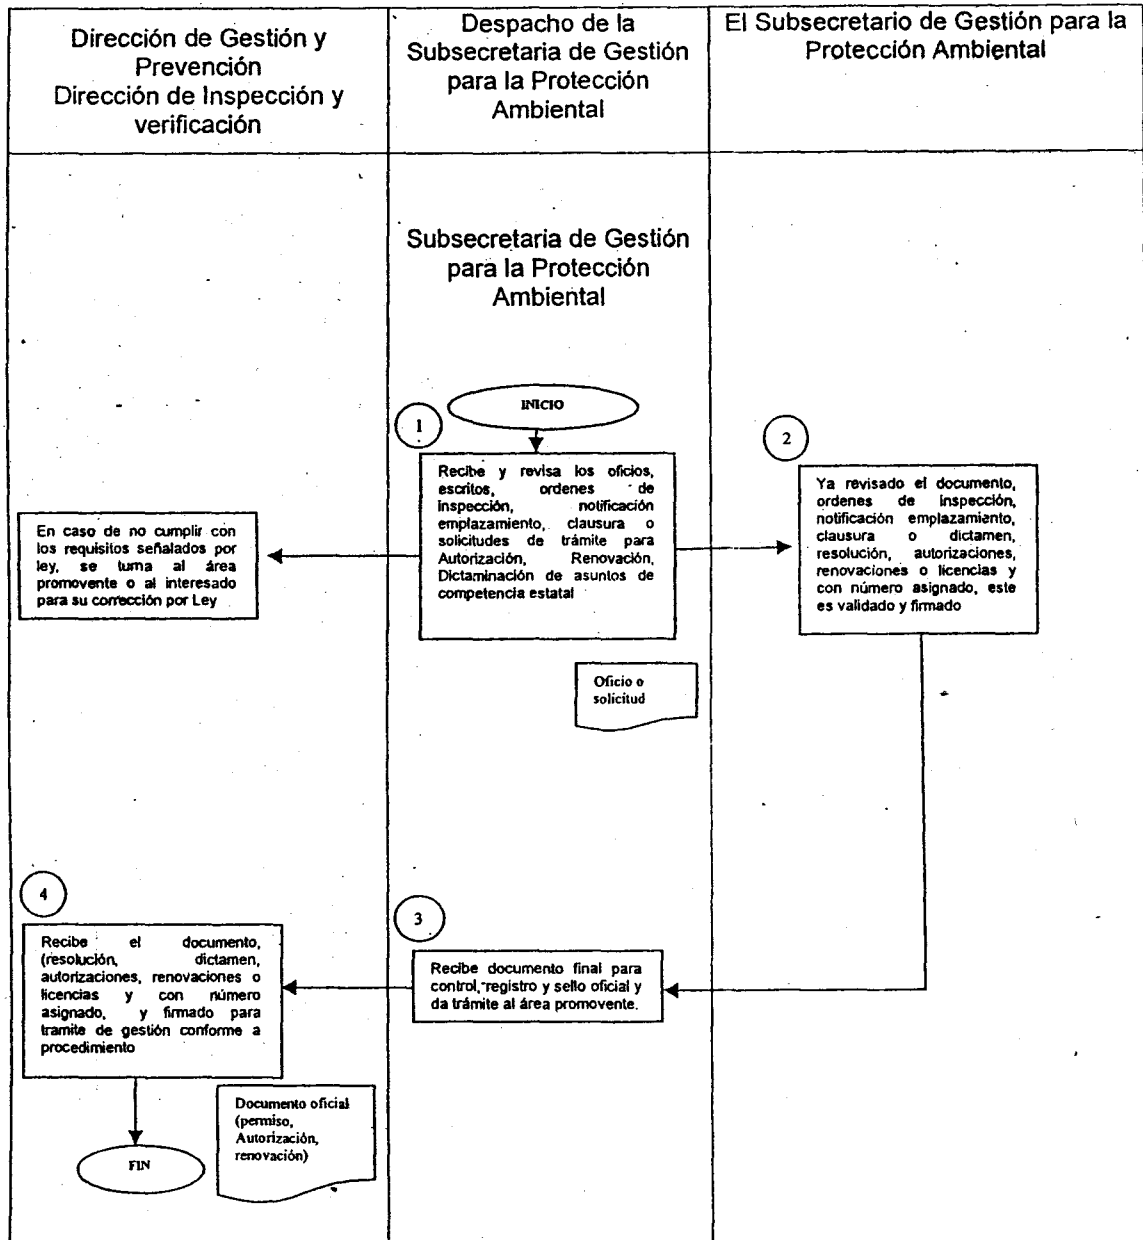 Dirección de Gestión y
Prevención
Dirección de Inspección y
verificación
Despacho de la
Subsecretaria de Gestión
para la Protección
Ambiental
El Subsecretario de Gestión para la
Protección Ambiental
Subsecretaria de Gestión
para la Protección
Ambiental
INICIO
1
Recibe y revisa los oficios,
escritos, ordenes de
Inspección, notificación
emplazamiento, clausura o
solicitudes de trámite para
Autorización, Renovación,
Dictaminación de asuntos de
competencia estatal
2
Ya revisado el documento,
ordenes de Inspección,
notificación emplazamiento,
clausura o dictamen,
resolución, autorizaciones,
renovaciones o licencias y
con número asignado, este
es validado y firmado
En caso de no cumplir con
los requisitos señalados por
ley, se turna al área
promovente o al interesado
para su corrección por Ley
Oficio o
solicitud
4
Recibe el documento,
(resolución, dictamen,
autorizaciones, renovaciones o
licencias y con número
asignado, y firmado para
tramite de gestión conforme a
procedimiento
3
Recibe documento final para
control, registro y sello oficial y
da trámite al área promovente.
Documento oficial
(permiso,
Autorización,
renovación)
FIN